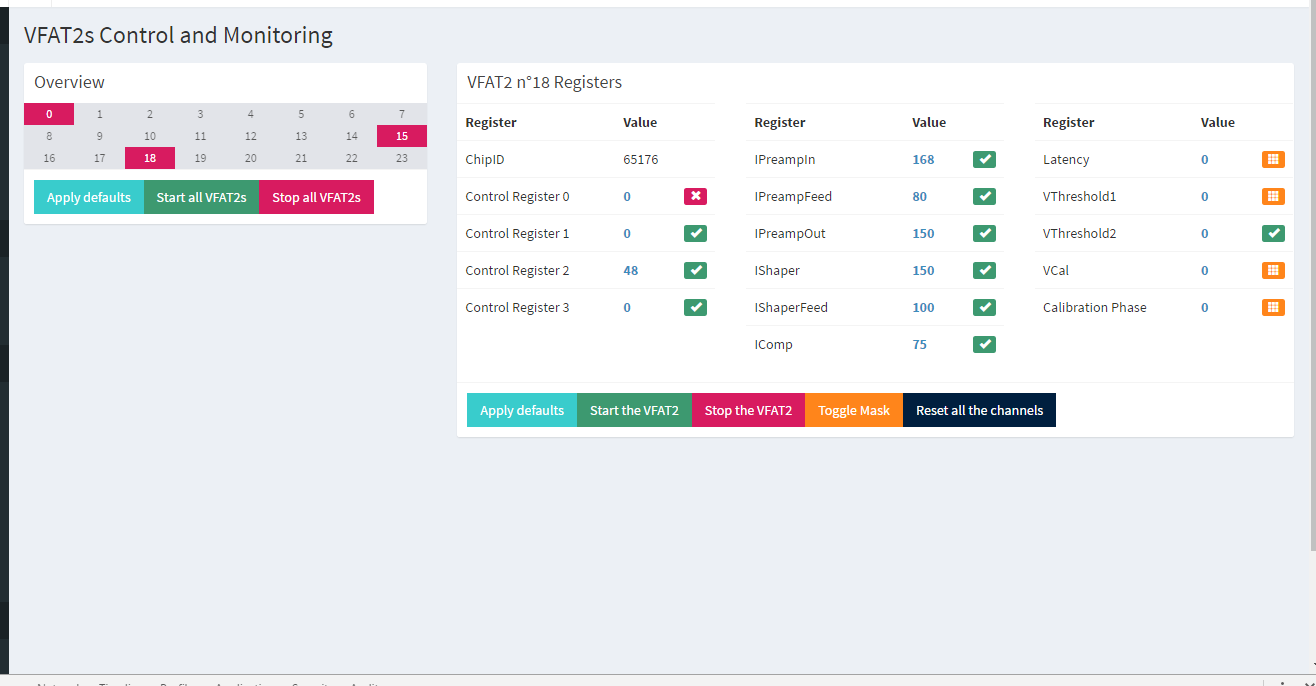 VFAT2s Control and Monitoring
Overview
0 1 2 3 4 5 6 7
8 9 10 11 12 13 14 15
16 17 18 19 20 21 22 23
Apply defaults Start all VFAT2s Stop all VFAT2s
VFAT2 n°18 Registers
Register Value
ChipID 65176
Control Register 0 0
Control Register 1 0
Control Register 2 48
Control Register 3 0
Register Value
IPreampIn 168
IPreampFeed 80
IPreampOut 150
IShaper 150
IShaperFeed 100
IComp 75
Register Value
Latency 0
VThreshold1 0
VThreshold2 0
VCal 0
Calibration Phase 0
Apply defaults Start the VFAT2 Stop the VFAT2 Toggle Mask Reset all the channels